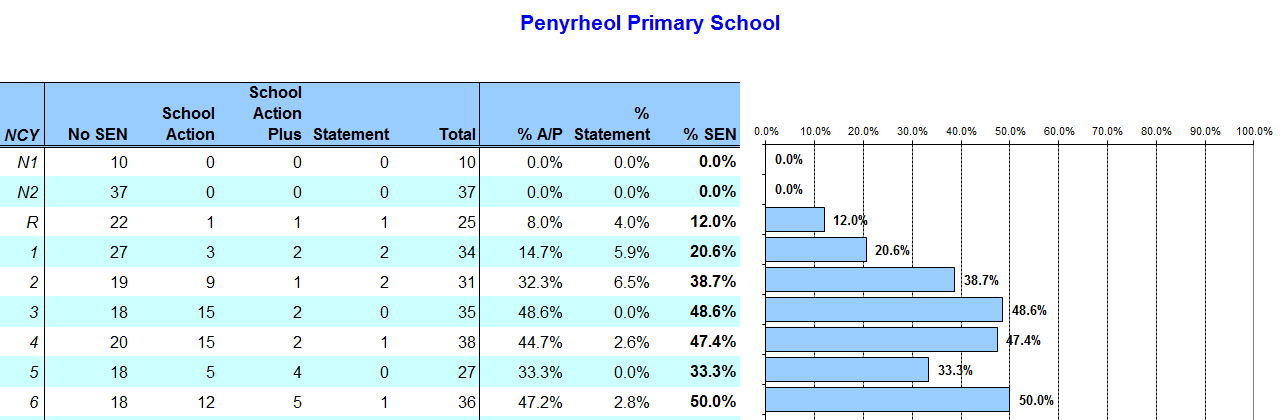 Penyrheol Primary School
NCY No SEN School Action School Action Plus Statement Total % A/P % Statement % SEN
N1 10 0 0 0 10 0.0% 0.0% 0.0%
N2 37 0 0 0 37 0.0% 0.0% 0.0%
R 22 1 1 1 25 8.0% 4.0% 12.0%
1 27 3 2 2 34 14.7% 5.9% 20.6%
2 19 9 1 2 31 32.3% 6.5% 38.7%
3 18 15 2 0 35 48.6% 0.0% 48.6%
4 20 15 2 1 38 44.7% 2.6% 47.4%
5 18 5 4 0 27 33.3% 0.0% 33.3%
6 18 12 5 1 36 47.2% 2.8% 50.0%
0.0% 10.0% 20.0% 30.0% 40.0% 50.0% 60.0% 70.0% 80.0% 90.0% 100.0%
0.0%
0.0%
12.0%
20.6%
38.7%
48.6%
47.4%
33.3%
50.0%